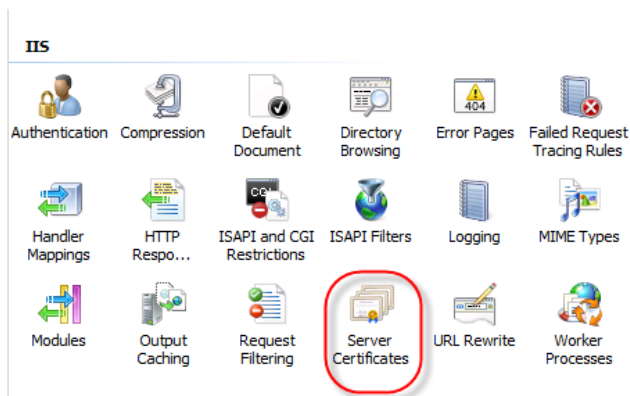 IIS
Authentication
Compression
Default
Document
Directory
Browsing
404
Error Pages
Failed Request
Tracing Rules
Handler
Mappings
HTTP
Respo...
CGI
ISAPI and CGI
Restrictions
ISAPI Filters
Logging
MIME Types
Modules
Output
Caching
Request
Filtering
Server
Certificates
URL Rewrite
Worker
Processes